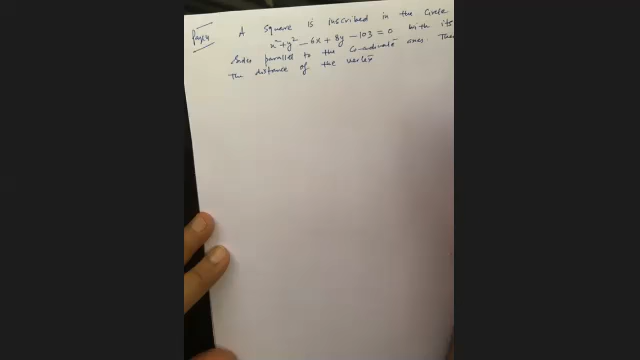 A square is inscribed in the Circle
x²+y² - 6x + 8y - 103 = 0 with its
sides parallel to the Co-ordinate axes. Then
the distance of the vertex